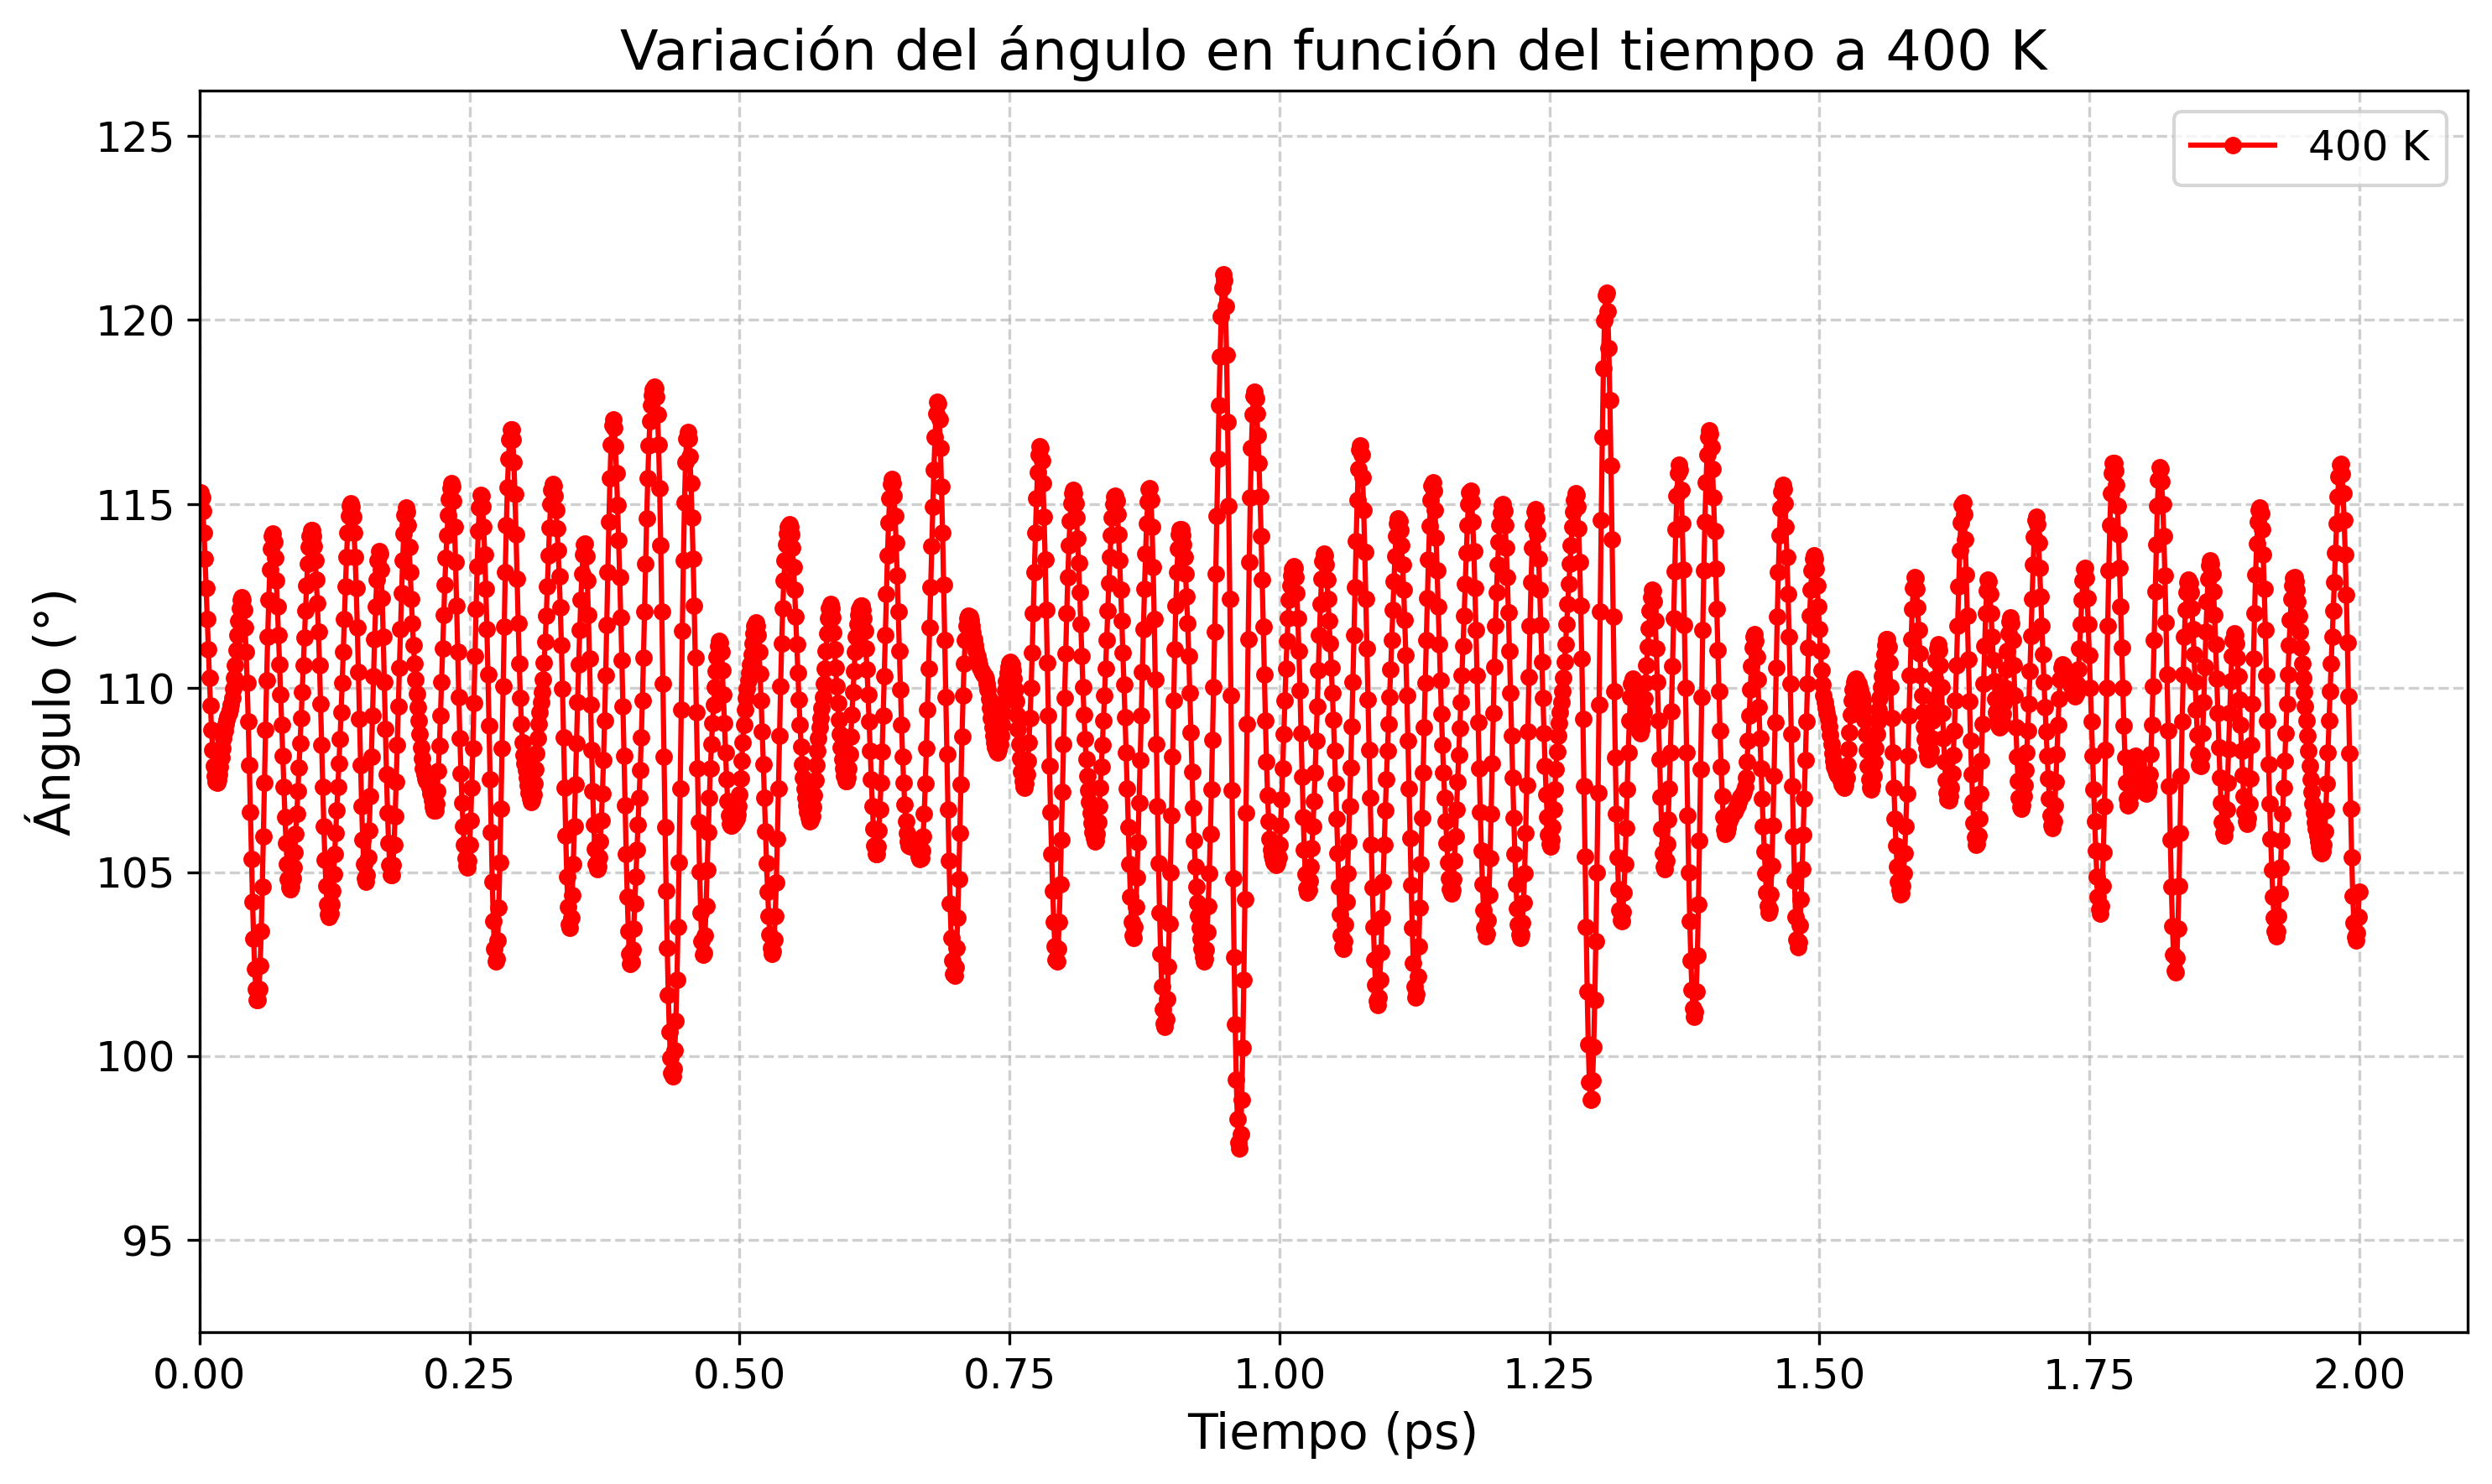 Variación del ángulo en función del tiempo a 400 K
400 K
Ángulo (°)
125
120
115
110
105
100
95
0.00 0.25 0.50 0.75 1.00 1.25 1.50 1.75 2.00
Tiempo (ps)